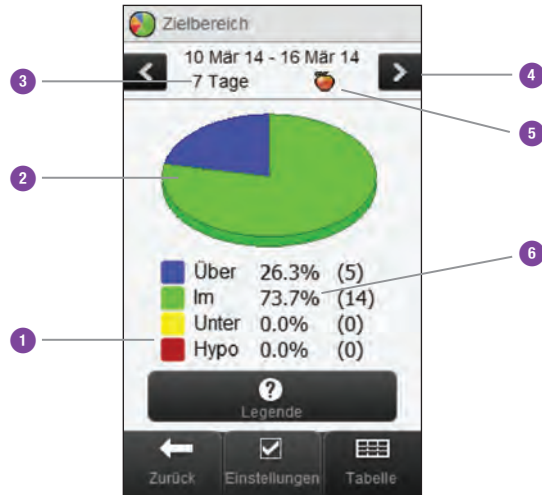 Zielbereich
10 Mär 14 - 16 Mär 14
7 Tage
3
4
5
2
6
Über 26.3% (5)
Im 73.7% (14)
Unter 0.0% (0)
1
Hypo 0.0% (0)
?
Legende
Zurück Einstellungen Tabelle